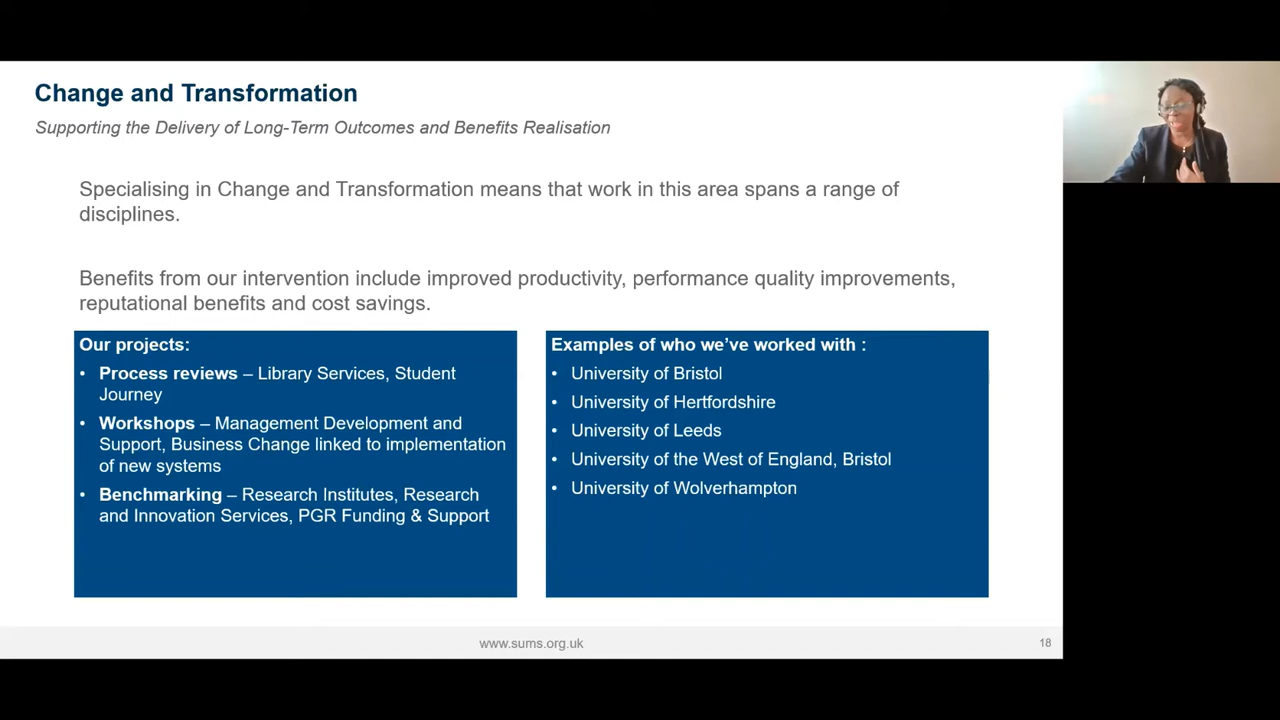 Change and Transformation
Supporting the Delivery of Long-Term Outcomes and Benefits Realisation
Specialising in Change and Transformation means that work in this area spans a range of
disciplines.
Benefits from our intervention include improved productivity, performance quality improvements,
reputational benefits and cost savings.
Our projects:
• Process reviews – Library Services, Student
Journey
• Workshops – Management Development and
Support, Business Change linked to implementation
of new systems
• Benchmarking – Research Institutes, Research
and Innovation Services, PGR Funding & Support
Examples of who we’ve worked with :
• University of Bristol
• University of Hertfordshire
• University of Leeds
• University of the West of England, Bristol
• University of Wolverhampton
www.sums.org.uk
18